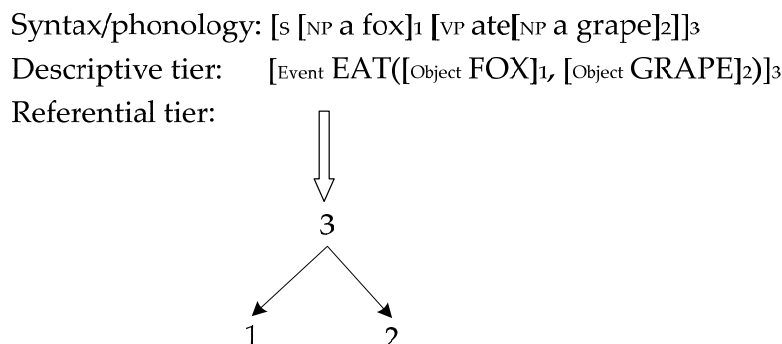 Syntax/phonology: [S [NP a fox]1 [VP ate[NP a grape]2]]3
Descriptive tier: [Event EAT([Object FOX]1, [Object GRAPE]2)]3
Referential tier:
3
1 2